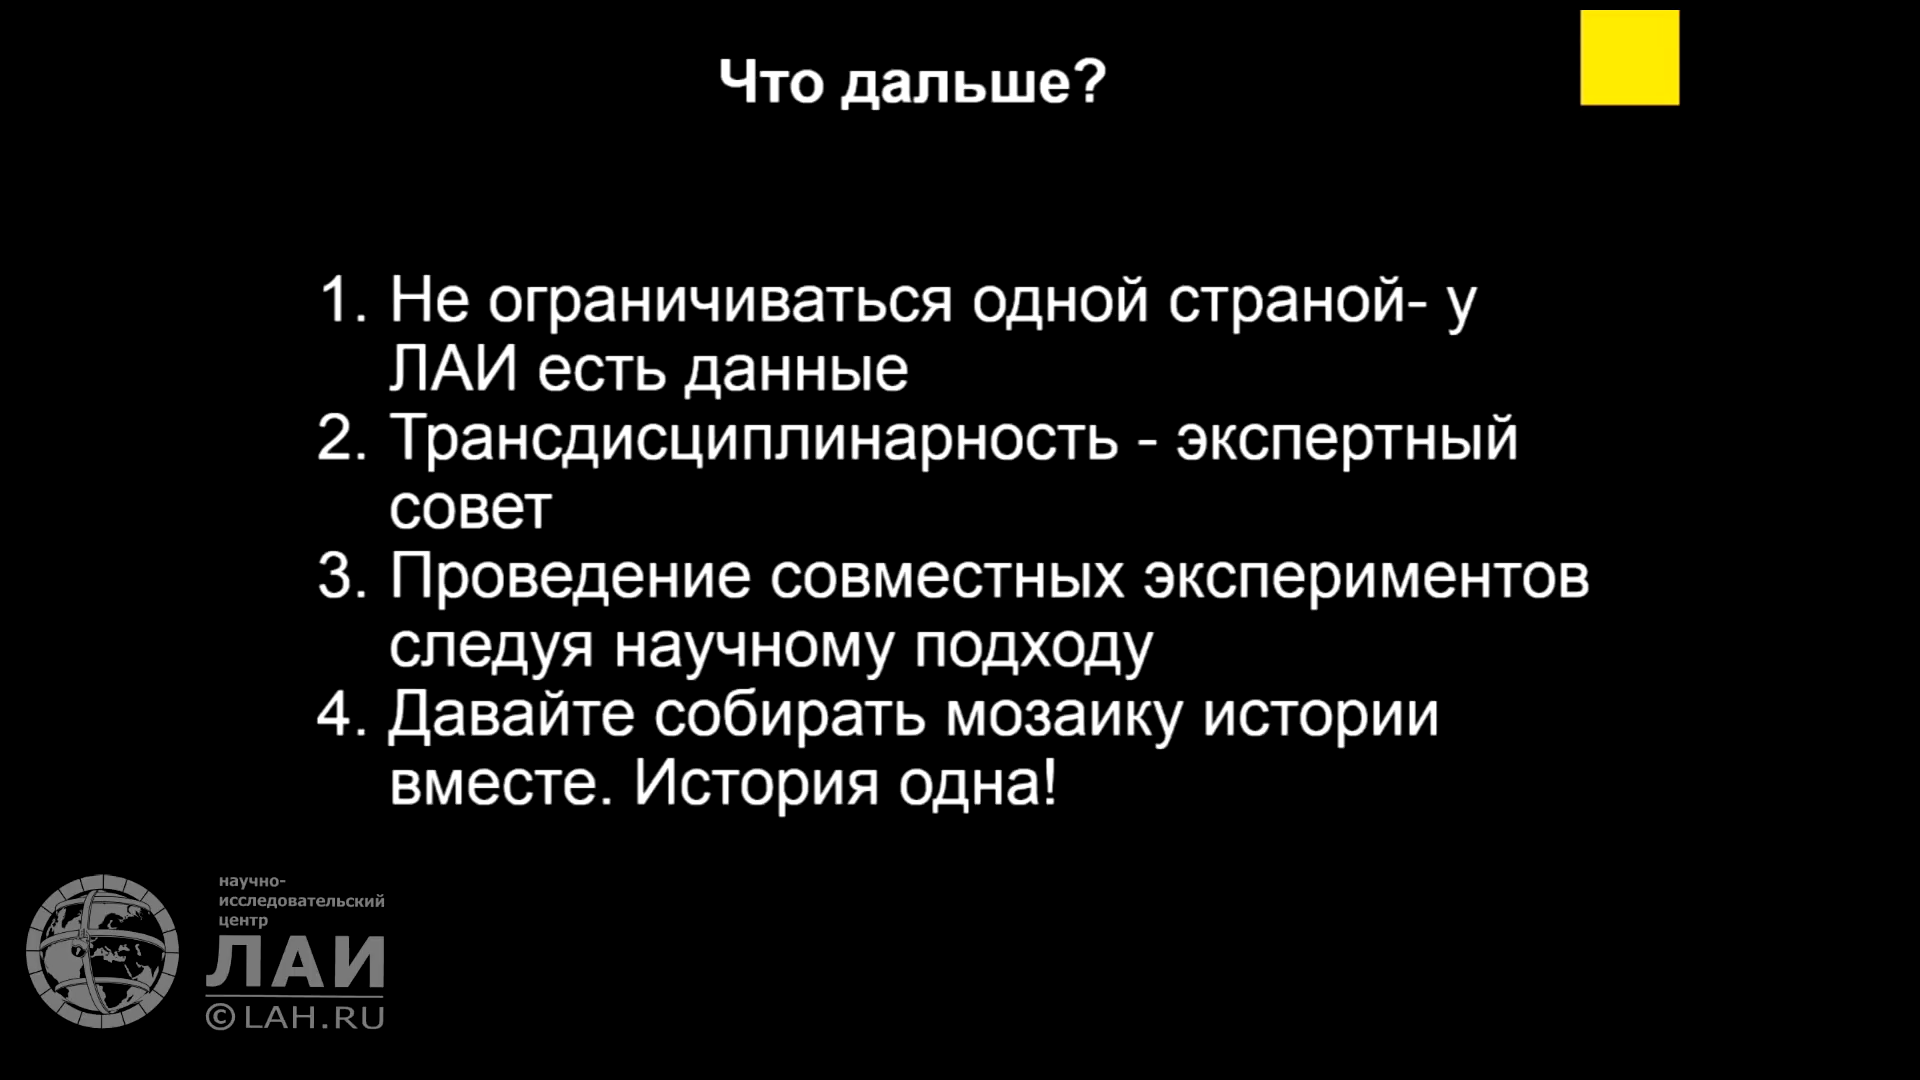 Что дальше?
1. Не ограничиваться одной страной- у
ЛАИ есть данные
2. Трансдисциплинарность - экспертный
совет
3. Проведение совместных экспериментов
следуя научному подходу
4. Давайте собирать мозаику истории
вместе. История одна!
научно-
исследовательский
центр
ЛАИ
© LAH.RU